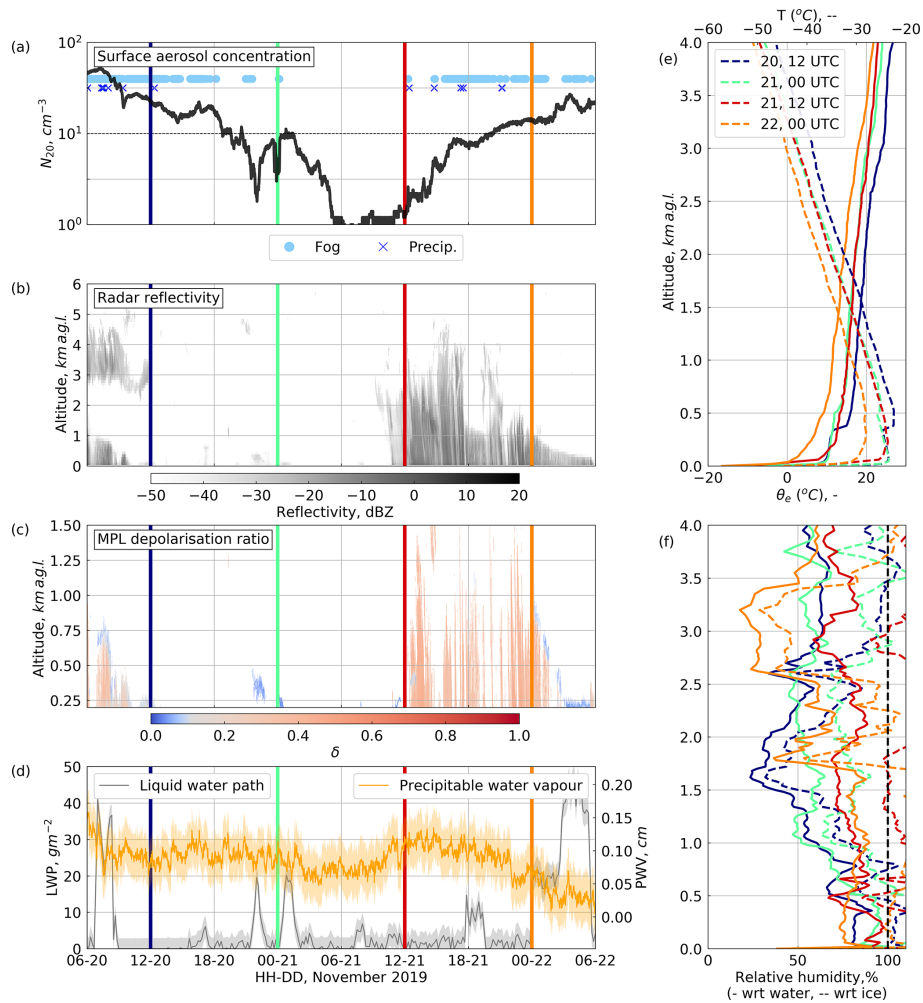 (a)
Surface aerosol concentration
10²
10¹
10⁰
N₂₀, cm⁻³
Fog
Precip.
(b)
Radar reflectivity
6
5
4
3
2
1
0
Altitude, km a.g.l.
−50 −40 −30 −20 −10 0 10 20
Reflectivity, dBZ
(c)
MPL depolarisation ratio
1.50
1.25
1.00
0.75
0.50
0.25
Altitude, km a.g.l.
0.0 0.2 0.4 0.6 0.8 1.0
δ
(d)
Liquid water path
Precipitable water vapour
50
40
30
20
10
0
LWP, gm⁻²
0.20
0.15
0.10
0.05
0.00
PWV, cm
06-20 12-20 18-20 00-21 06-21 12-21 18-21 00-22 06-22
HH-DD, November 2019
T (°C), --
−60 −50 −40 −30 −20
(e)
20, 12 UTC
21, 00 UTC
21, 12 UTC
22, 00 UTC
4.0
3.5
3.0
2.5
2.0
1.5
1.0
0.5
0.0
Altitude, km a.g.l.
−20 0 20
θₑ (°C), -
(f)
4.0
3.5
3.0
2.5
2.0
1.5
1.0
0.5
0.0
0 50 100
Relative humidity,%
(- wrt water, -- wrt ice)